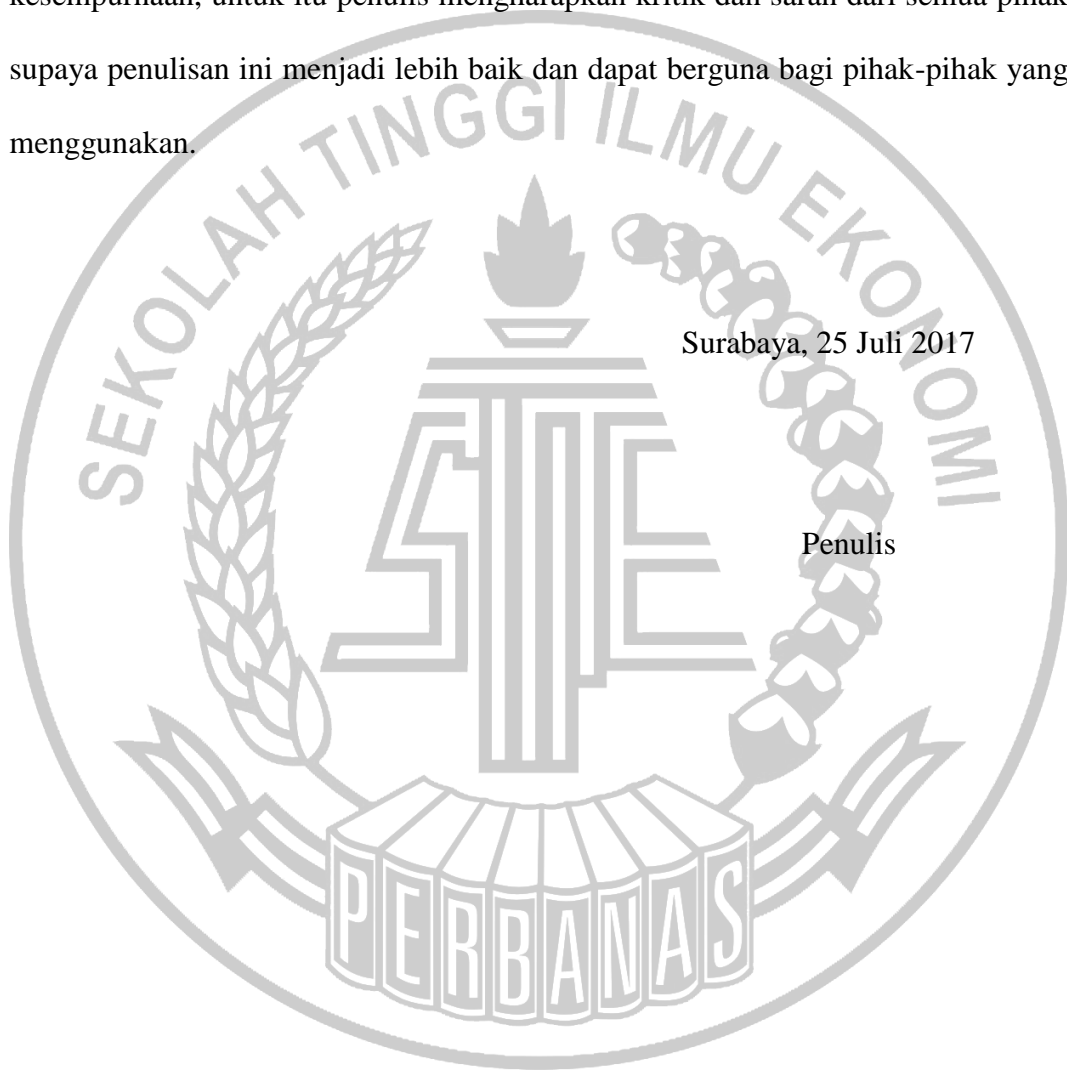 kesempurnaan, untuk itu penulis mengharapkan kritik dan saran dari semua pihak
supaya penulisan ini menjadi lebih baik dan dapat berguna bagi pihak-pihak yang
menggunakan.
SEKOLAH TINGGI ILMU EKONOMI
Surabaya, 25 Juli 2017
Penulis
PERBANAS